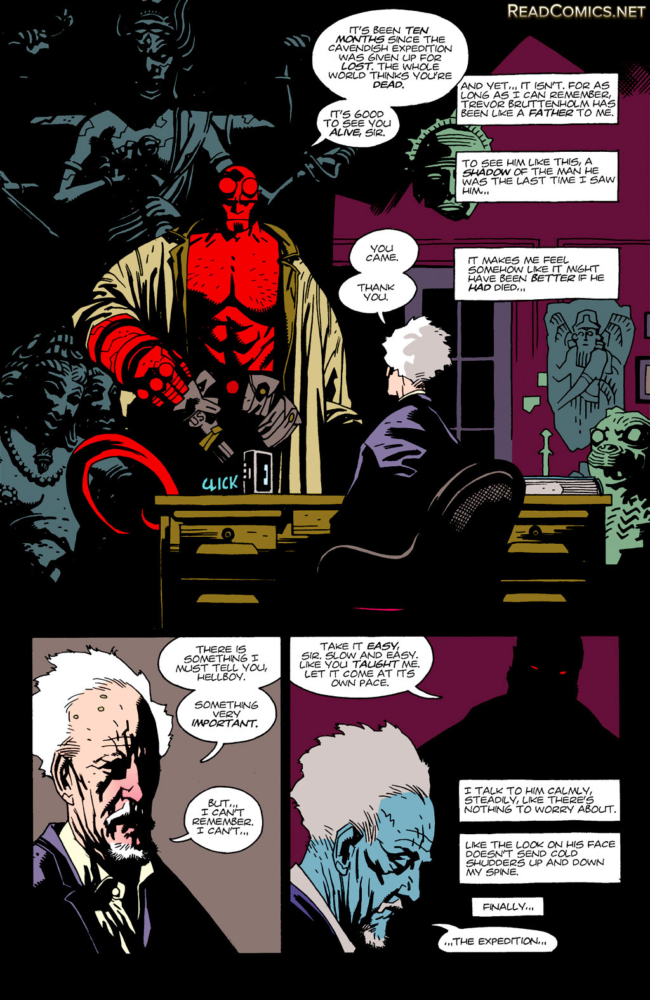 READCOMICS.NET
IT'S BEEN TEN
MONTHS SINCE THE
CAVENDISH EXPEDITION
WAS GIVEN UP FOR
LOST. THE WHOLE
WORLD THINKS YOU'RE
DEAD.
IT'S GOOD
TO SEE YOU
ALIVE, SIR.
AND YET... IT ISN'T. FOR AS
LONG AS I CAN REMEMBER,
TREVOR BRUTTENHOLM HAS
BEEN LIKE A FATHER TO ME.
TO SEE HIM LIKE THIS, A
SHADOW OF THE MAN HE
WAS THE LAST TIME I SAW
HIM...
YOU
CAME.
THANK
YOU.
IT MAKES ME FEEL
SOMEHOW LIKE IT MIGHT
HAVE BEEN BETTER IF HE
HAD DIED...
US
CLICK
THERE IS
SOMETHING I
MUST TELL YOU,
HELLBOY.
SOMETHING
VERY
IMPORTANT.
BUT...
I CAN'T
REMEMBER.
I CAN'T...
TAKE IT EASY,
SIR. SLOW AND EASY.
LIKE YOU TAUGHT ME.
LET IT COME AT ITS
OWN PACE.
I TALK TO HIM CALMLY,
STEADILY, LIKE THERE'S
NOTHING TO WORRY ABOUT.
LIKE THE LOOK ON HIS FACE
DOESN'T SEND COLD
SHUDDERS UP AND DOWN
MY SPINE.
FINALLY...
...THE EXPEDITION...